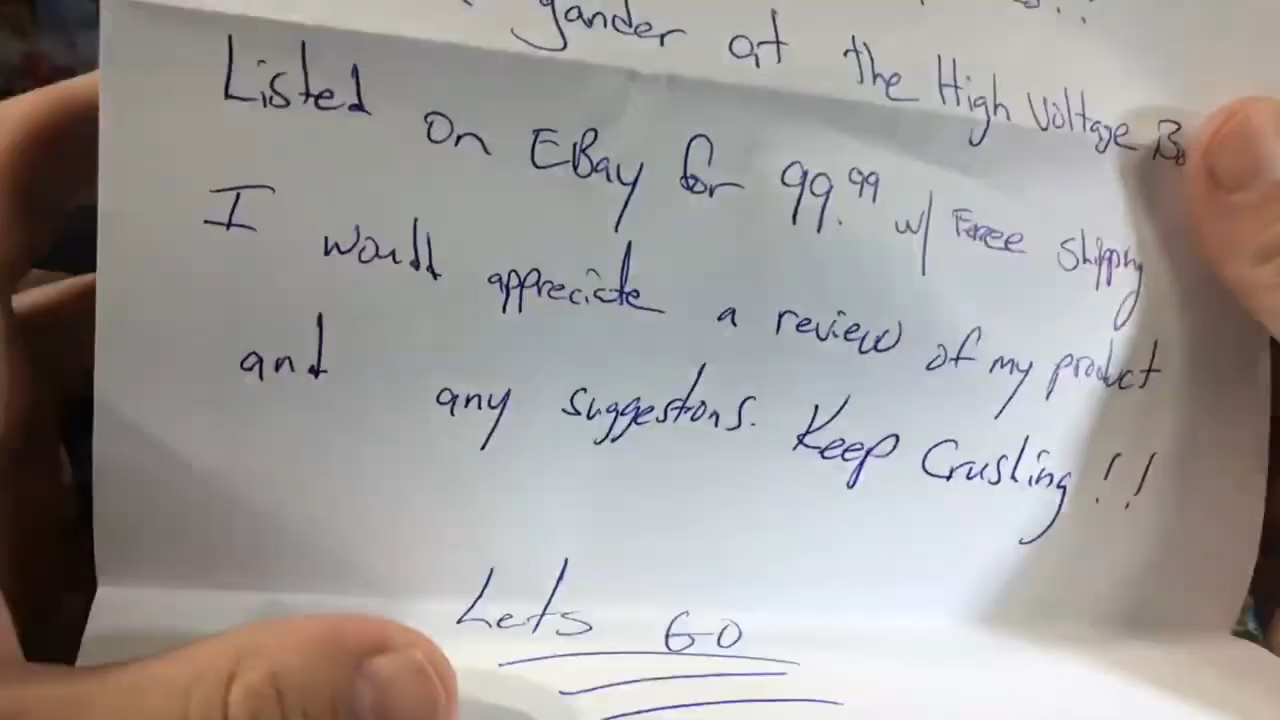 gander at the High Voltage
Listed on EBay for 99.99 w/ Free shipping
I would appreciate a review of my product
and any suggestons. Keep Crushing!!
Lets GO